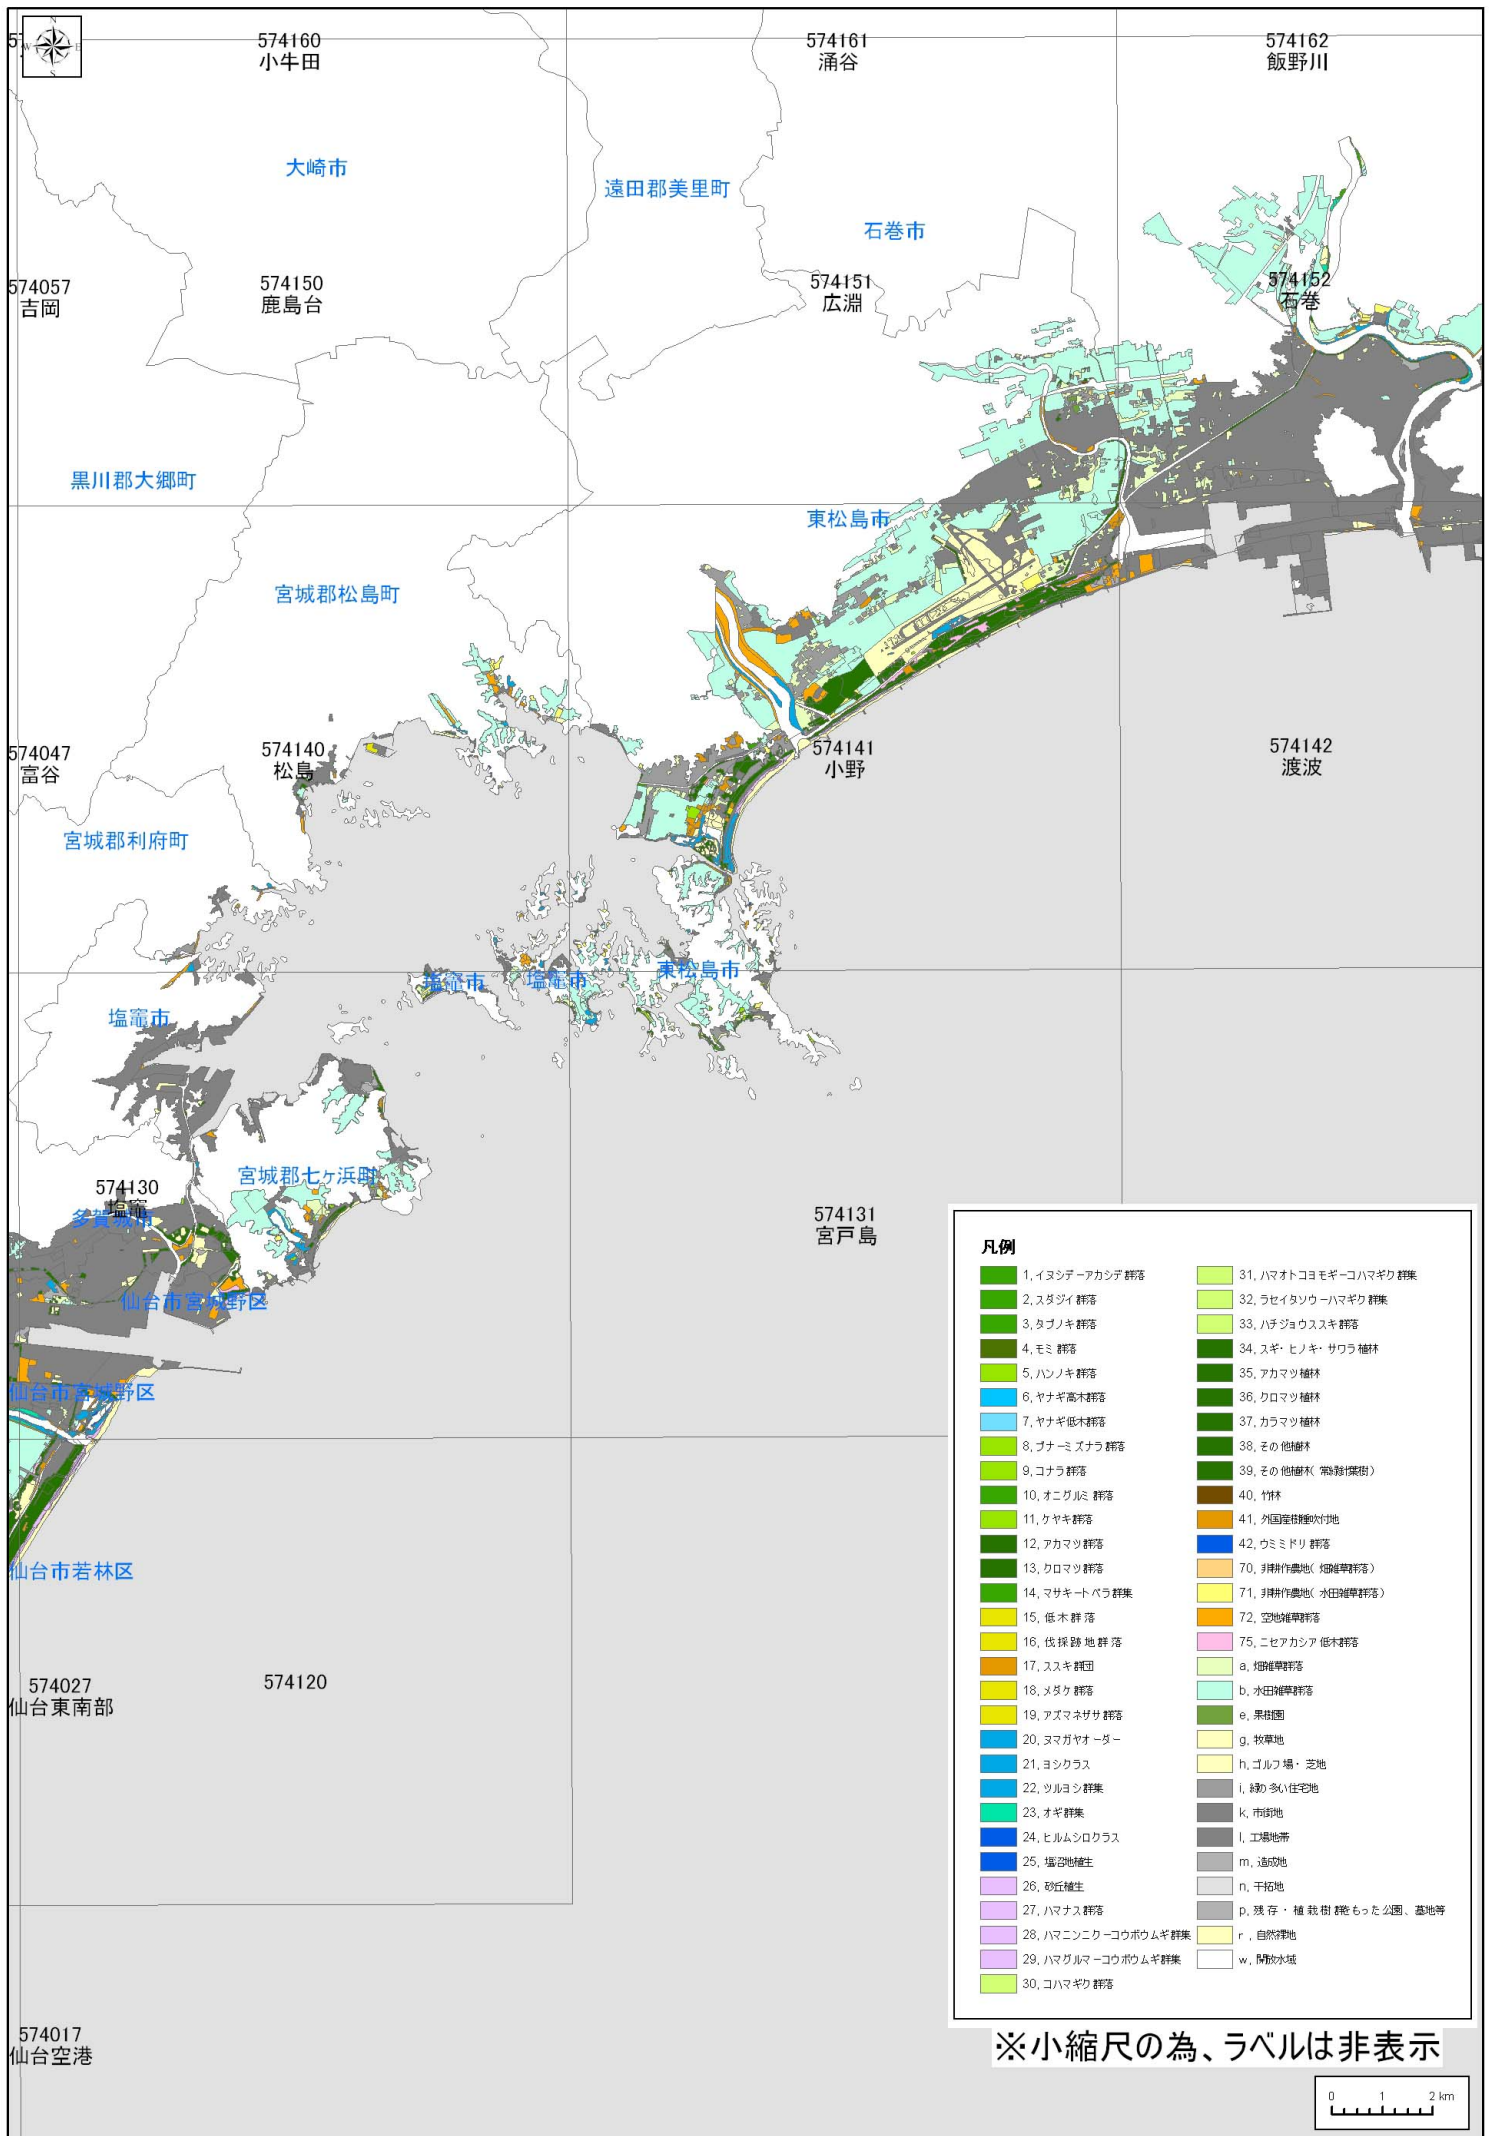 N
W
E
S
574160
小牛田
574161
涌谷
574162
飯野川
大崎市
遠田郡美里町
石巻市
574057
吉岡
574150
鹿島台
574151
広淵
574152
石巻
黒川郡大郷町
東松島市
宮城郡松島町
574047
富谷
574140
松島
574141
小野
574142
渡波
宮城郡利府町
塩竈市
塩竈市
東松島市
塩竈市
宮城郡七ヶ浜町
574130
塩竈
多賀城市
574131
宮戸島
仙台市宮城野区
仙台市宮城野区
仙台市若林区
574027
仙台東南部
574120
574017
仙台空港
凡例
1, イヌシデーアカシデ群落
2, スダジイ群落
3, タブノキ群落
4, モミ群落
5, ハンノキ群落
6, ヤナギ高木群落
7, ヤナギ低木群落
8, ブナーミズナラ群落
9, コナラ群落
10, オニグルミ群落
11, ケヤキ群落
12, アカマツ群落
13, クロマツ群落
14, マサキートベラ群集
15, 低木群落
16, 伐採跡地群落
17, ススキ群団
18, メダケ群落
19, アズマネザサ群落
20, ヌマガヤオーダー
21, ヨシクラス
22, ツルヨシ群集
23, オギ群集
24, ヒルムシロクラス
25, 塩沼地植生
26, 砂丘植生
27, ハマナス群落
28, ハマニンニクーコウボウムギ群集
29, ハマグルマーコウボウムギ群集
30, コハマギク群落
31, ハマオトコヨモギーコハマギク群集
32, ラセイタソウーハマギク群集
33, ハチジョウススキ群落
34, スギ・ヒノキ・サワラ植林
35, アカマツ植林
36, クロマツ植林
37, カラマツ植林
38, その他植林
39, その他植林（常緑針葉樹）
40, 竹林
41, 外国産樹種吹付地
42, ウミミドリ群落
70, 非耕作農地（畑雑草群落）
71, 非耕作農地（水田雑草群落）
72, 空地雑草群落
75, ニセアカシア低木群落
a, 畑雑草群落
b, 水田雑草群落
e, 果樹園
g, 牧草地
h, ゴルフ場・芝地
i, 緑の多い住宅地
k, 市街地
l, 工場地帯
m, 造成地
n, 干拓地
p, 残存・植栽樹群をもった公園、墓地等
r, 自然裸地
w, 開放水域
※小縮尺の為、ラベルは非表示
0 1 2 km